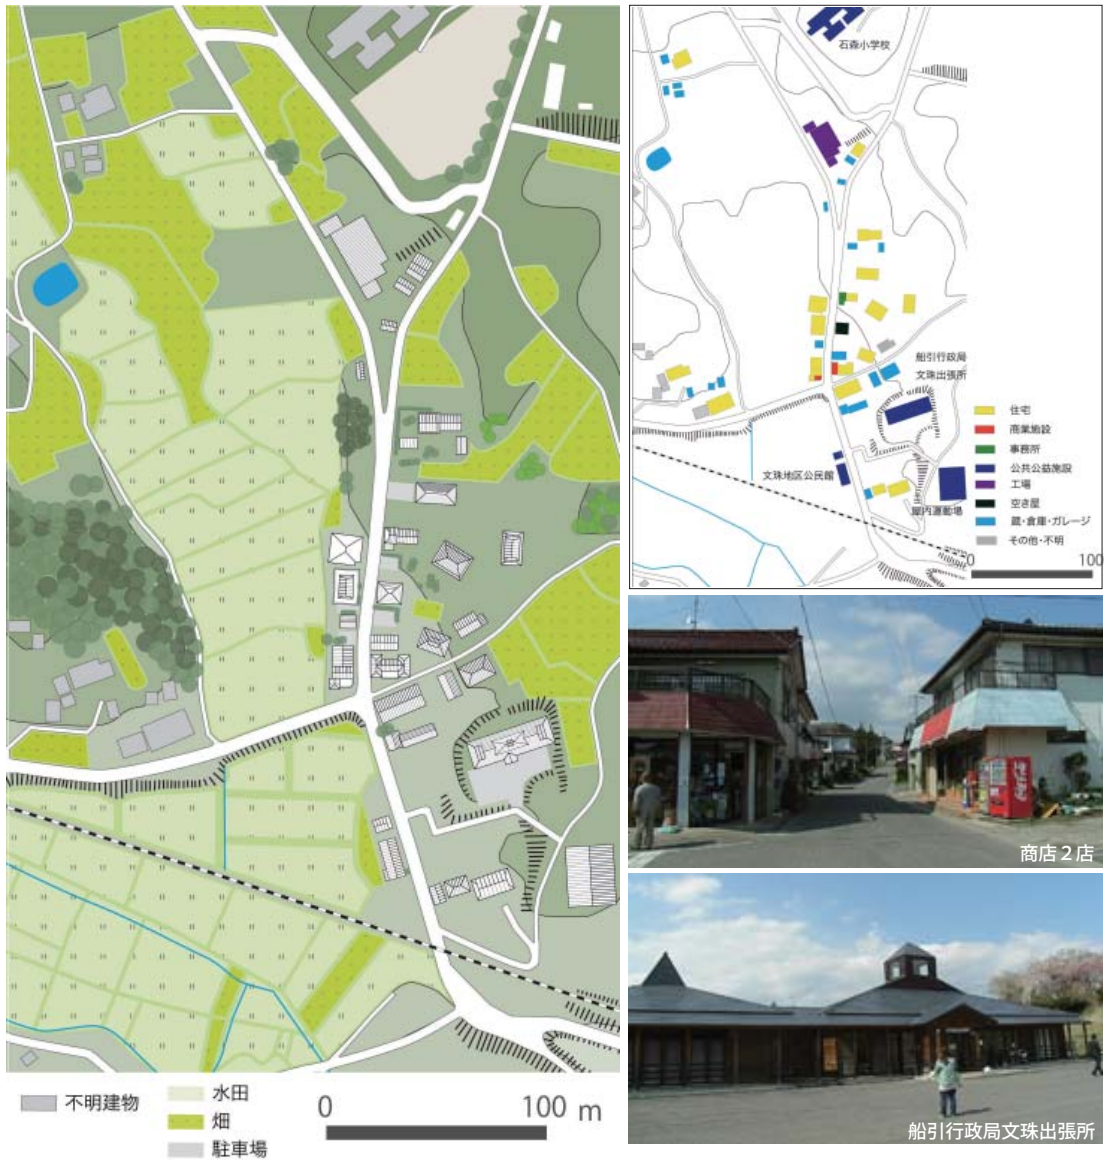 不明建物
水田
畑
駐車場
0 100 m
石森小学校
船引行政局
文珠出張所
文珠地区公民館
屋内運動場
住宅
商業施設
事務所
公共公益施設
工場
空き屋
蔵・倉庫・ガレージ
その他・不明
0 100
商店2店
船引行政局文珠出張所